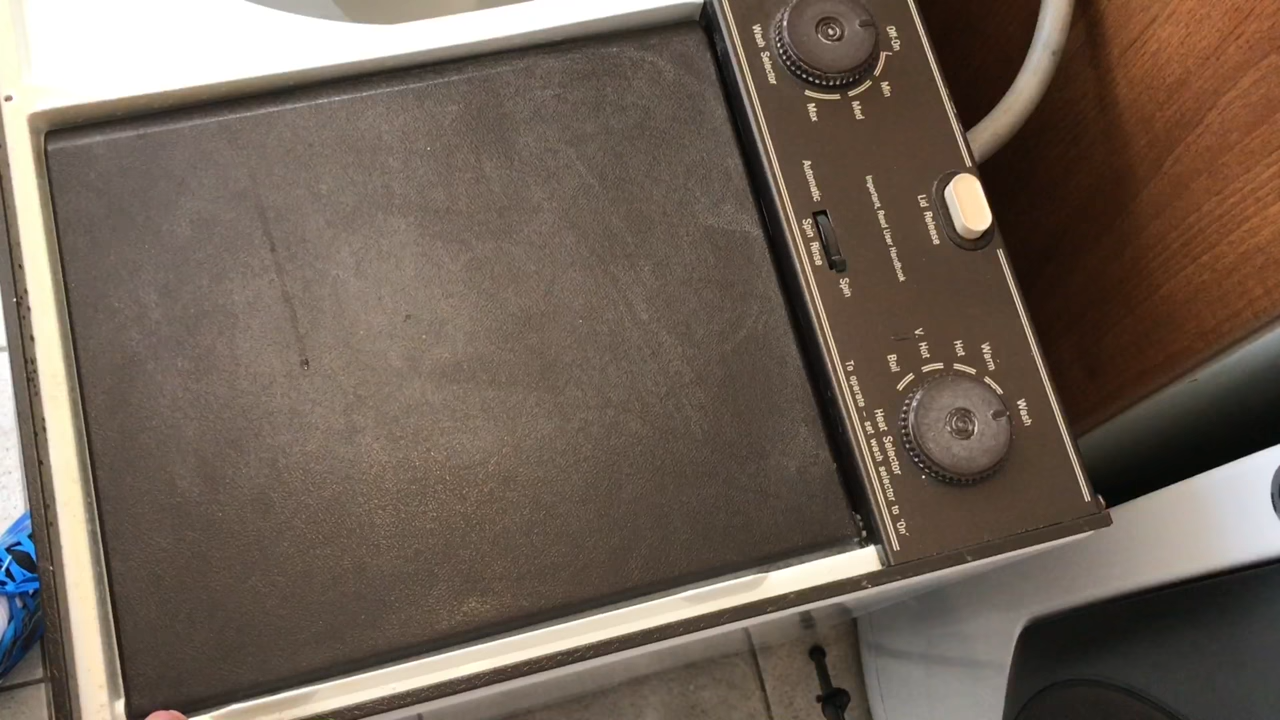 Wash Selector
Off-On
Min
Med
Max
Automatic
Spin Rinse
Spin
Important, Read User Handbook
Lid Release
Boil
V. Hot
Hot
Warm
Wash
Heat Selector
To operate – set wash selector to 'On'